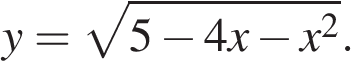 y = √(5 − 4x − x²).